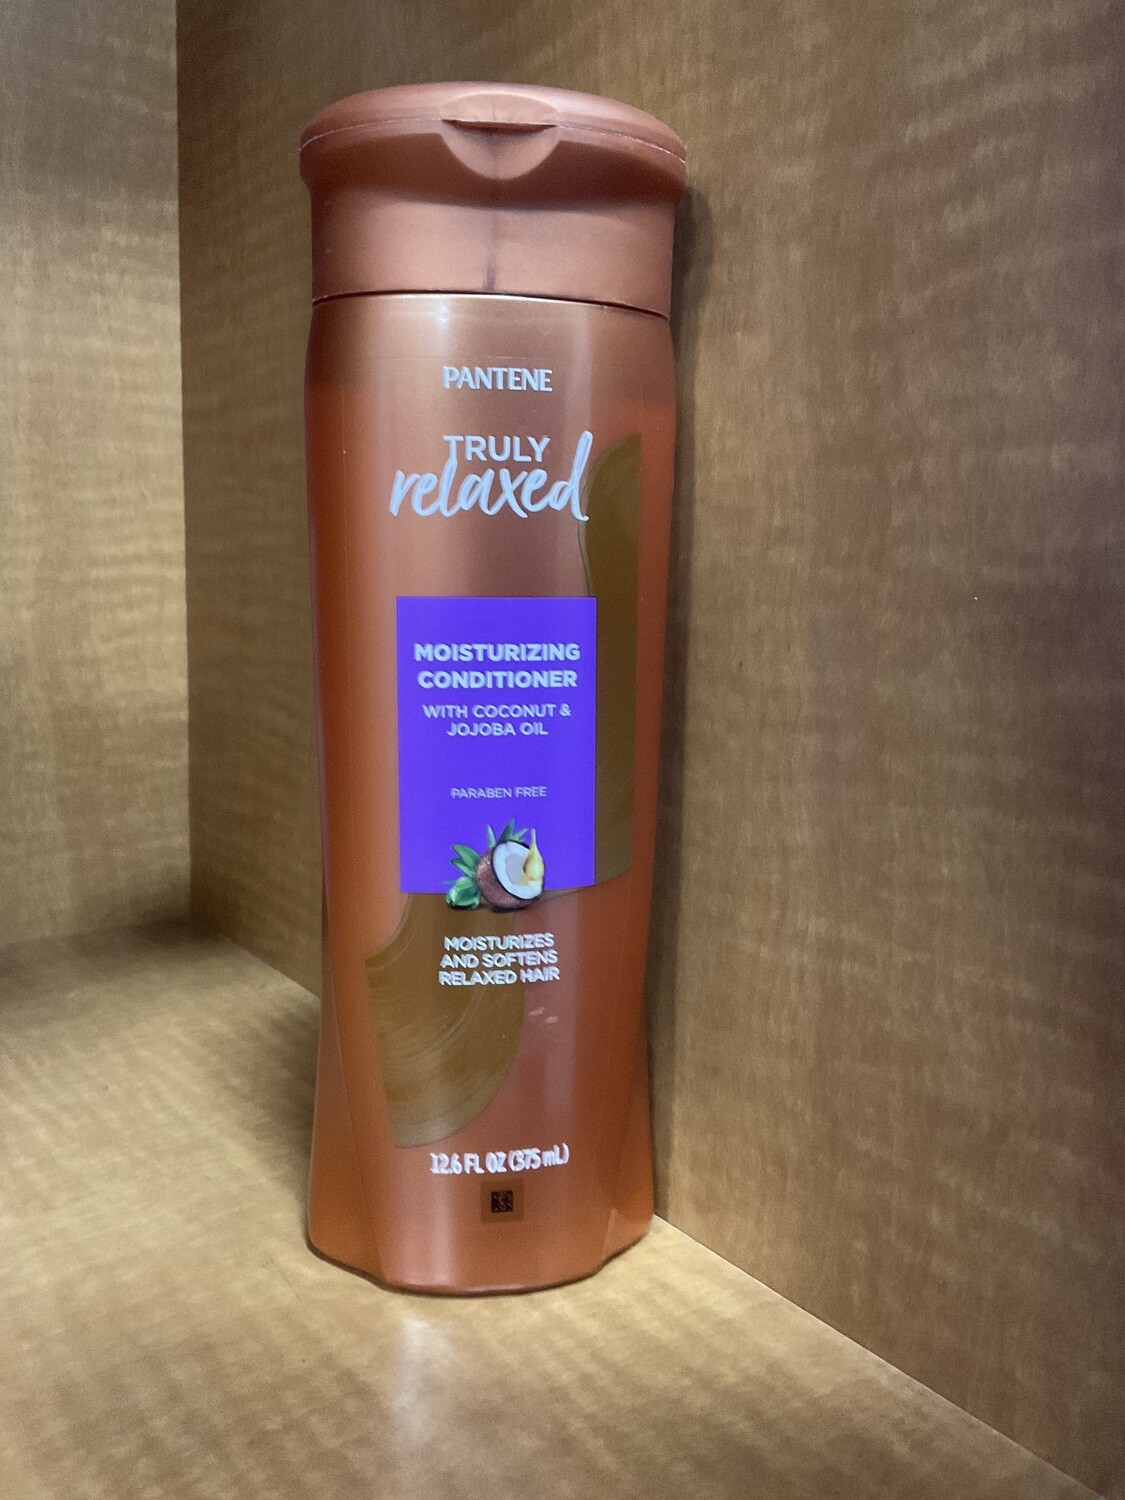 PANTENE
TRULY
relaxed
MOISTURIZING
CONDITIONER
WITH COCONUT &
JOJOBA OIL
PARABEN FREE
MOISTURIZES
AND SOFTENS
RELAXED HAIR
12.6 FL OZ (375 mL)